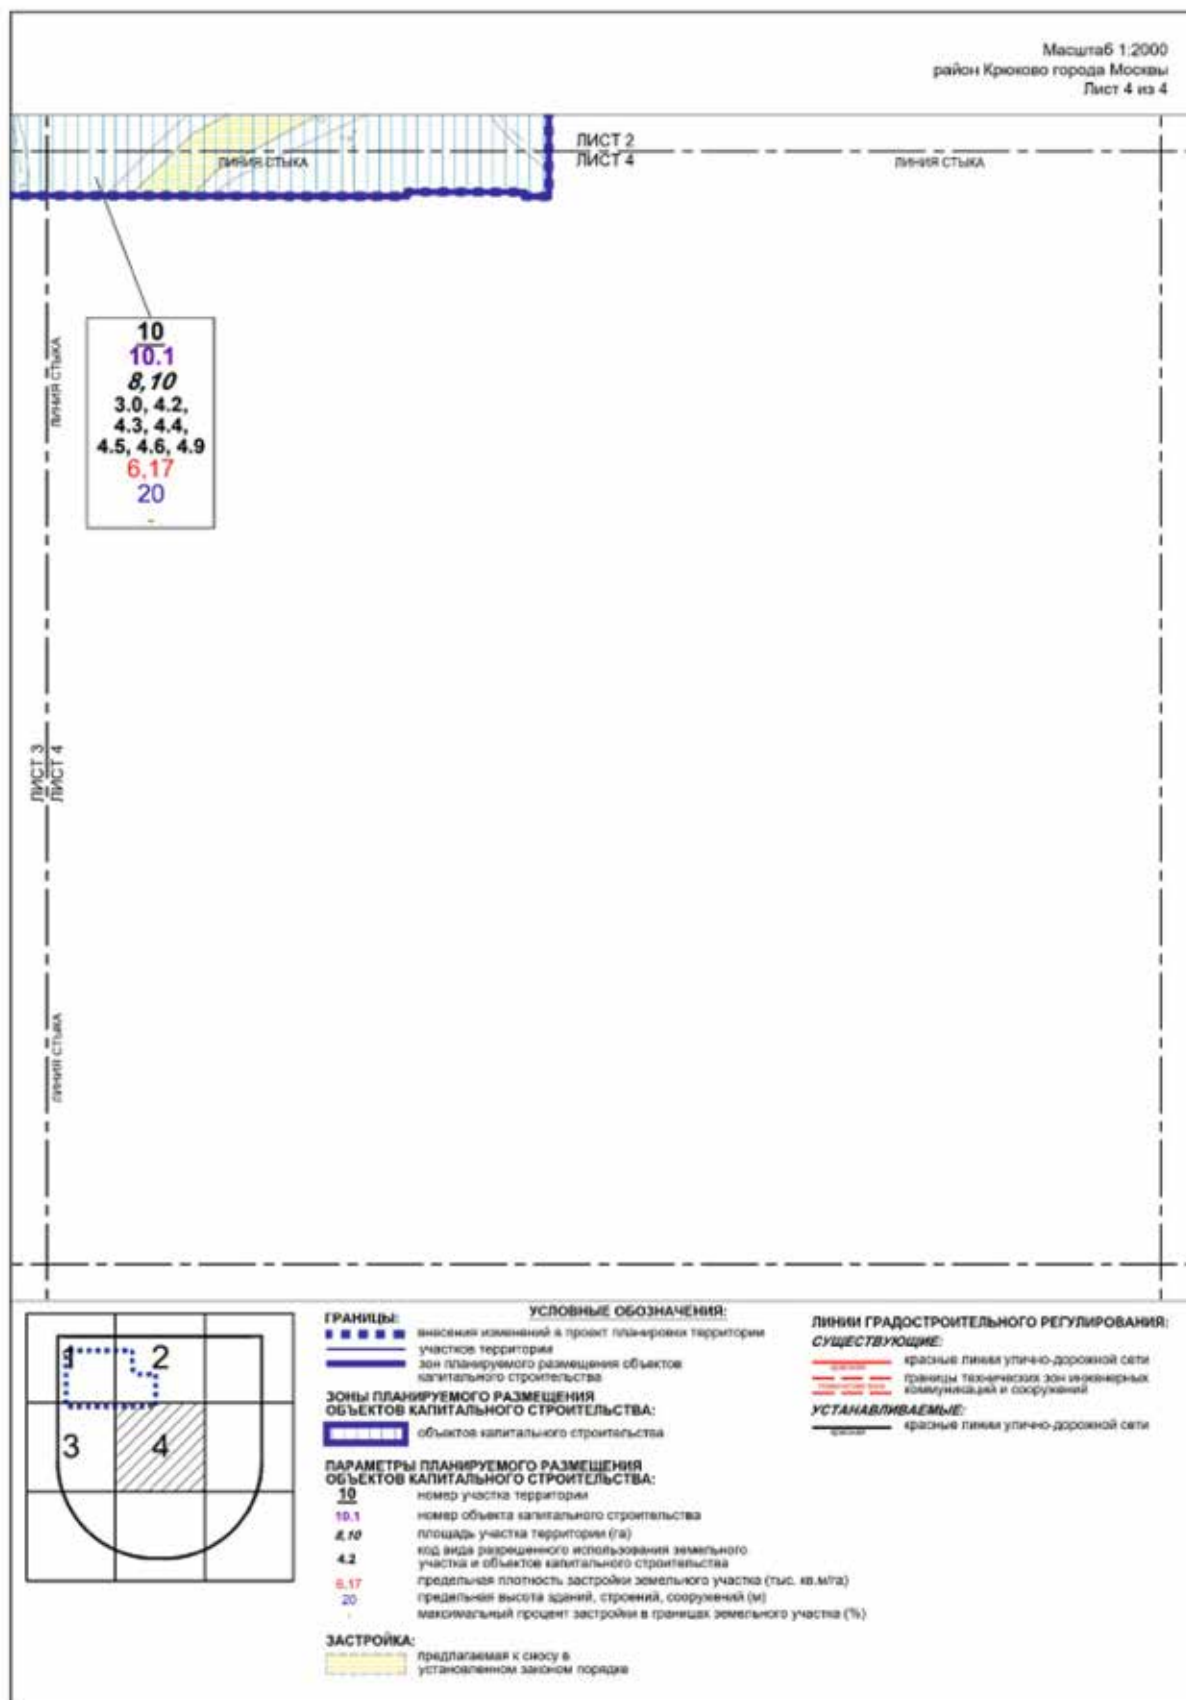 Масштаб 1:2000
район Крюково города Москвы
Лист 4 из 4
ЛИСТ 2
ЛИСТ 4
ЛИНИЯ СТЫКА
ЛИНИЯ СТЫКА
ЛИНИЯ СТЫКА
10
10.1
8,10
3.0, 4.2,
4.3, 4.4,
4.5, 4.6, 4.9
6,17
20
-
ЛИСТ 3
ЛИСТ 4
ЛИНИЯ СТЫКА
1
2
3
4
УСЛОВНЫЕ ОБОЗНАЧЕНИЯ:
ГРАНИЦЫ:
внесения изменений в проект планировки территории
участков территории
зон планируемого размещения объектов
капитального строительства
ЗОНЫ ПЛАНИРУЕМОГО РАЗМЕЩЕНИЯ
ОБЪЕКТОВ КАПИТАЛЬНОГО СТРОИТЕЛЬСТВА:
объектов капитального строительства
ПАРАМЕТРЫ ПЛАНИРУЕМОГО РАЗМЕЩЕНИЯ
ОБЪЕКТОВ КАПИТАЛЬНОГО СТРОИТЕЛЬСТВА:
10 номер участка территории
10.1 номер объекта капитального строительства
8,10 площадь участка территории (га)
4.2 код вида разрешенного использования земельного
участка и объектов капитального строительства
6,17 предельная плотность застройки земельного участка (тыс. кв.м/га)
20 предельная высота зданий, строений, сооружений (м)
- максимальный процент застройки в границах земельного участка (%)
ЗАСТРОЙКА:
предлагаемая к сносу в
установленном законом порядке
ЛИНИИ ГРАДОСТРОИТЕЛЬНОГО РЕГУЛИРОВАНИЯ:
СУЩЕСТВУЮЩИЕ:
красные линии улично-дорожной сети
границы технических зон инженерных
коммуникаций и сооружений
УСТАНАВЛИВАЕМЫЕ:
красные линии улично-дорожной сети